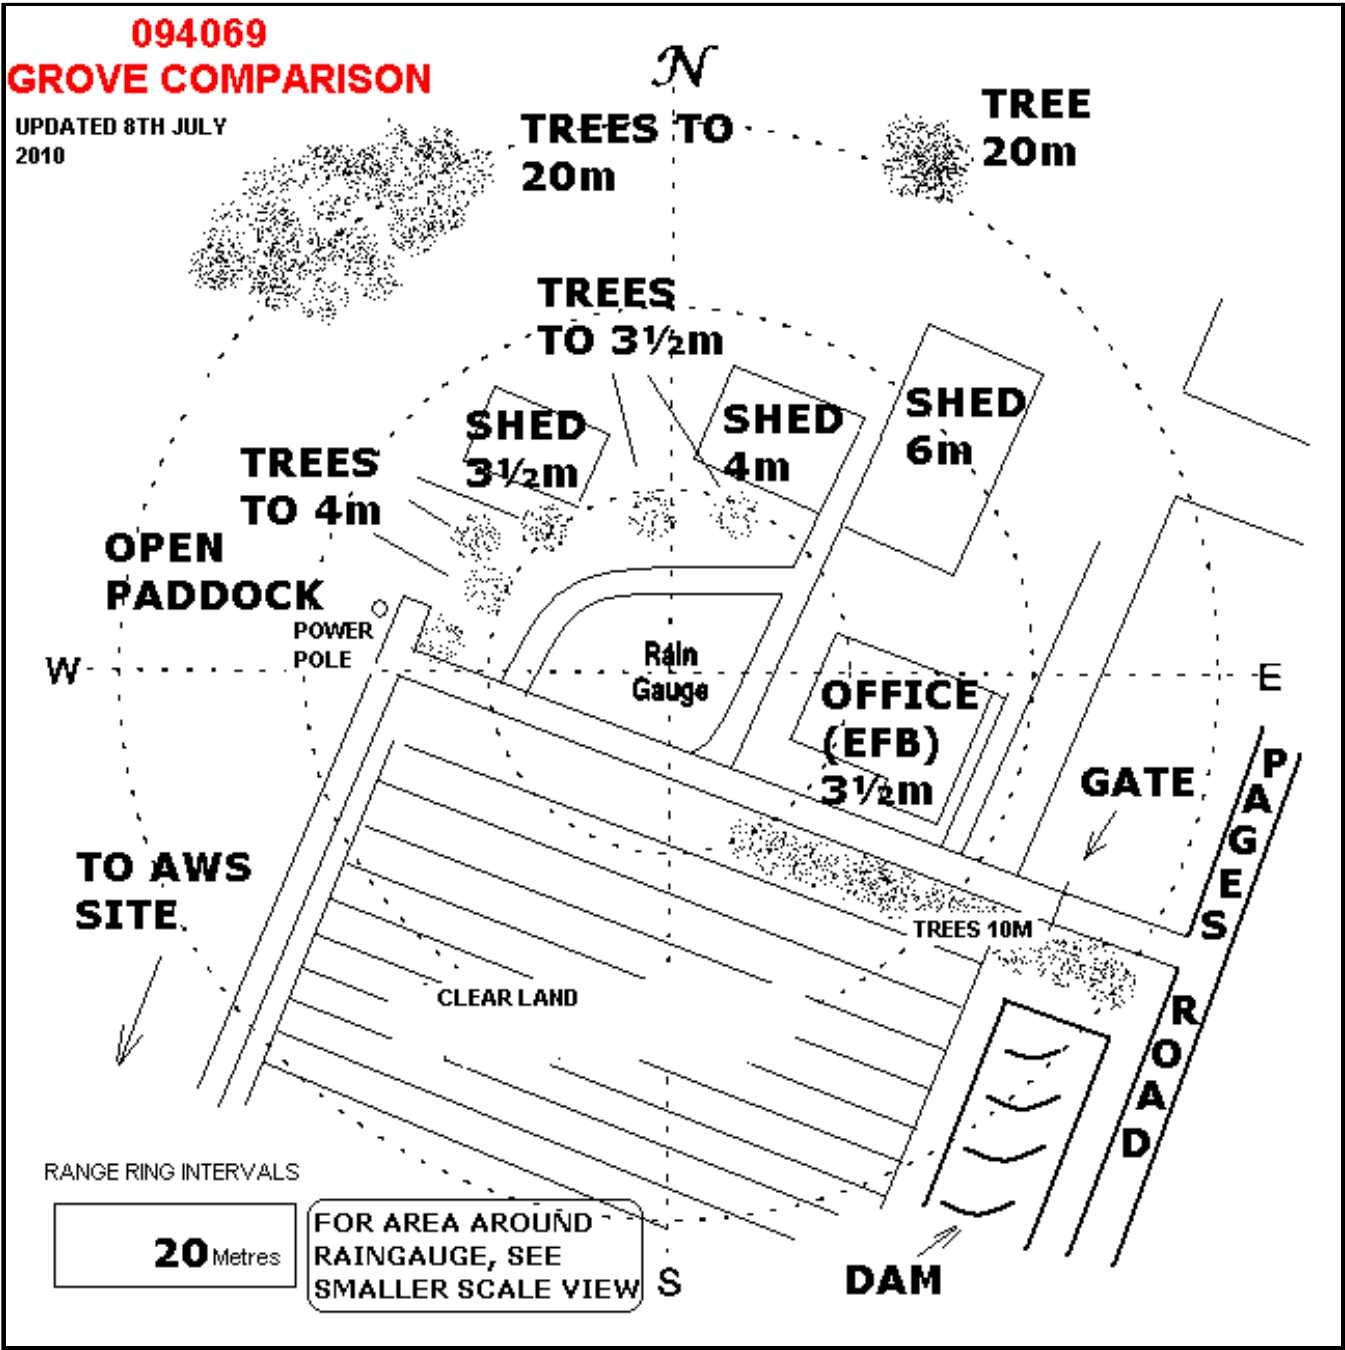 094069
GROVE COMPARISON
UPDATED 8TH JULY
2010
N
TREES TO
20m
TREE
20m
TREES
TO 3½m
SHED
3½m
SHED
4m
SHED
6m
TREES
TO 4m
OPEN
PADDOCK
POWER
POLE
W
Rain
Gauge
E
OFFICE
(EFB)
3½m
GATE
PAGES ROAD
TO AWS
SITE
TREES 10M
CLEAR LAND
RANGE RING INTERVALS
20 Metres
FOR AREA AROUND
RAINGAUGE, SEE
SMALLER SCALE VIEW
S
DAM